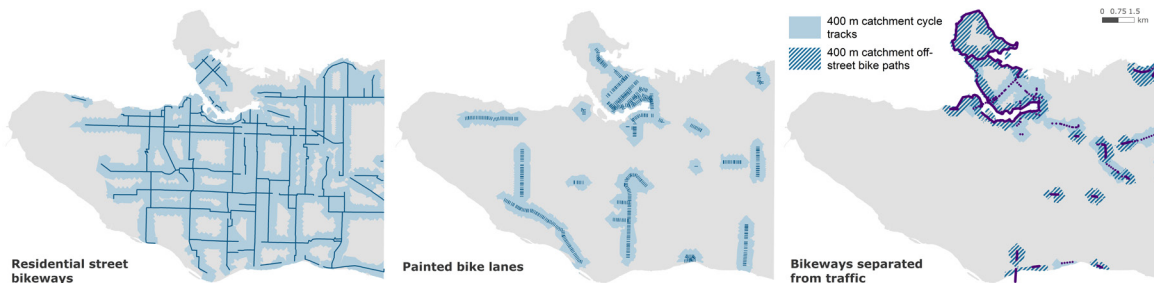 Residential street
bikeways
Painted bike lanes
400 m catchment cycle
tracks
400 m catchment off-
street bike paths
0 0.75 1.5
km
Bikeways separated
from traffic